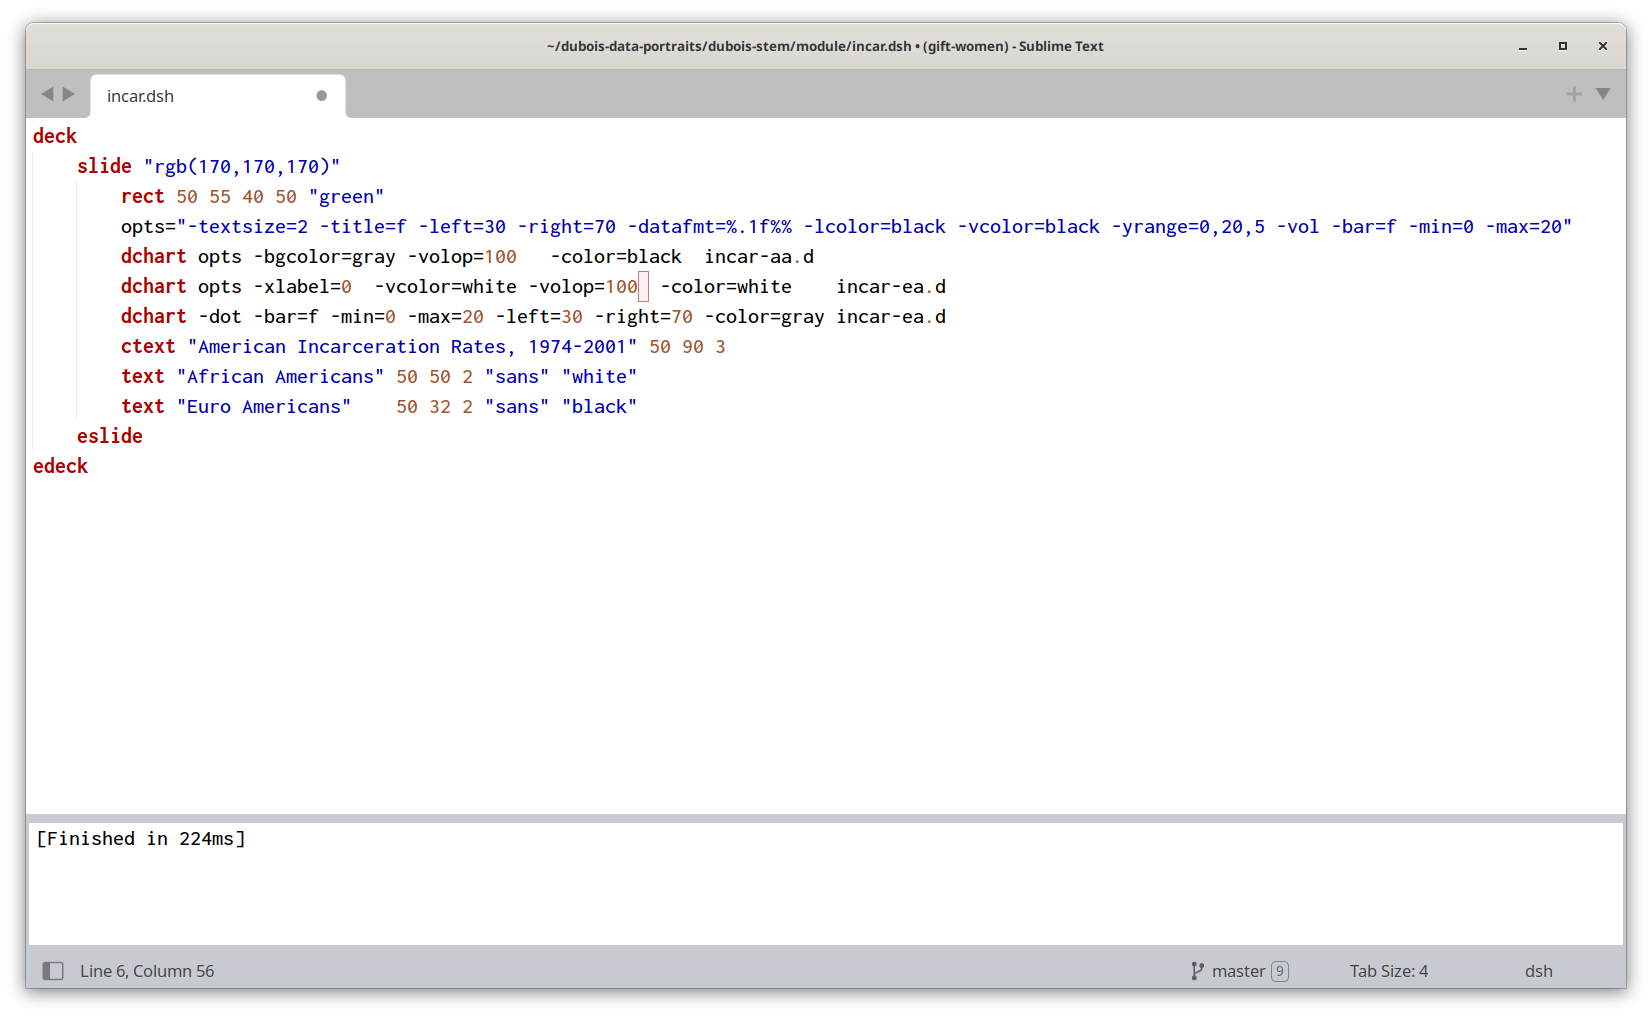 ~/dubois-data-portraits/dubois-stem/module/incar.dsh • (gift-women) - Sublime Text
incar.dsh
deck
    slide "rgb(170,170,170)"
        rect 50 55 40 50 "green"
        opts="-textsize=2 -title=f -left=30 -right=70 -datafmt=%.1f%% -lcolor=black -vcolor=black -yrange=0,20,5 -vol -bar=f -min=0 -max=20"
        dchart opts -bgcolor=gray -volop=100   -color=black  incar-aa.d
        dchart opts -xlabel=0  -vcolor=white -volop=100  -color=white    incar-ea.d
        dchart -dot -bar=f -min=0 -max=20 -left=30 -right=70 -color=gray incar-ea.d
        ctext "American Incarceration Rates, 1974-2001" 50 90 3
        text "African Americans" 50 50 2 "sans" "white"
        text "Euro Americans"    50 32 2 "sans" "black"
    eslide
edeck
[Finished in 224ms]
Line 6, Column 56
master 9
Tab Size: 4
dsh